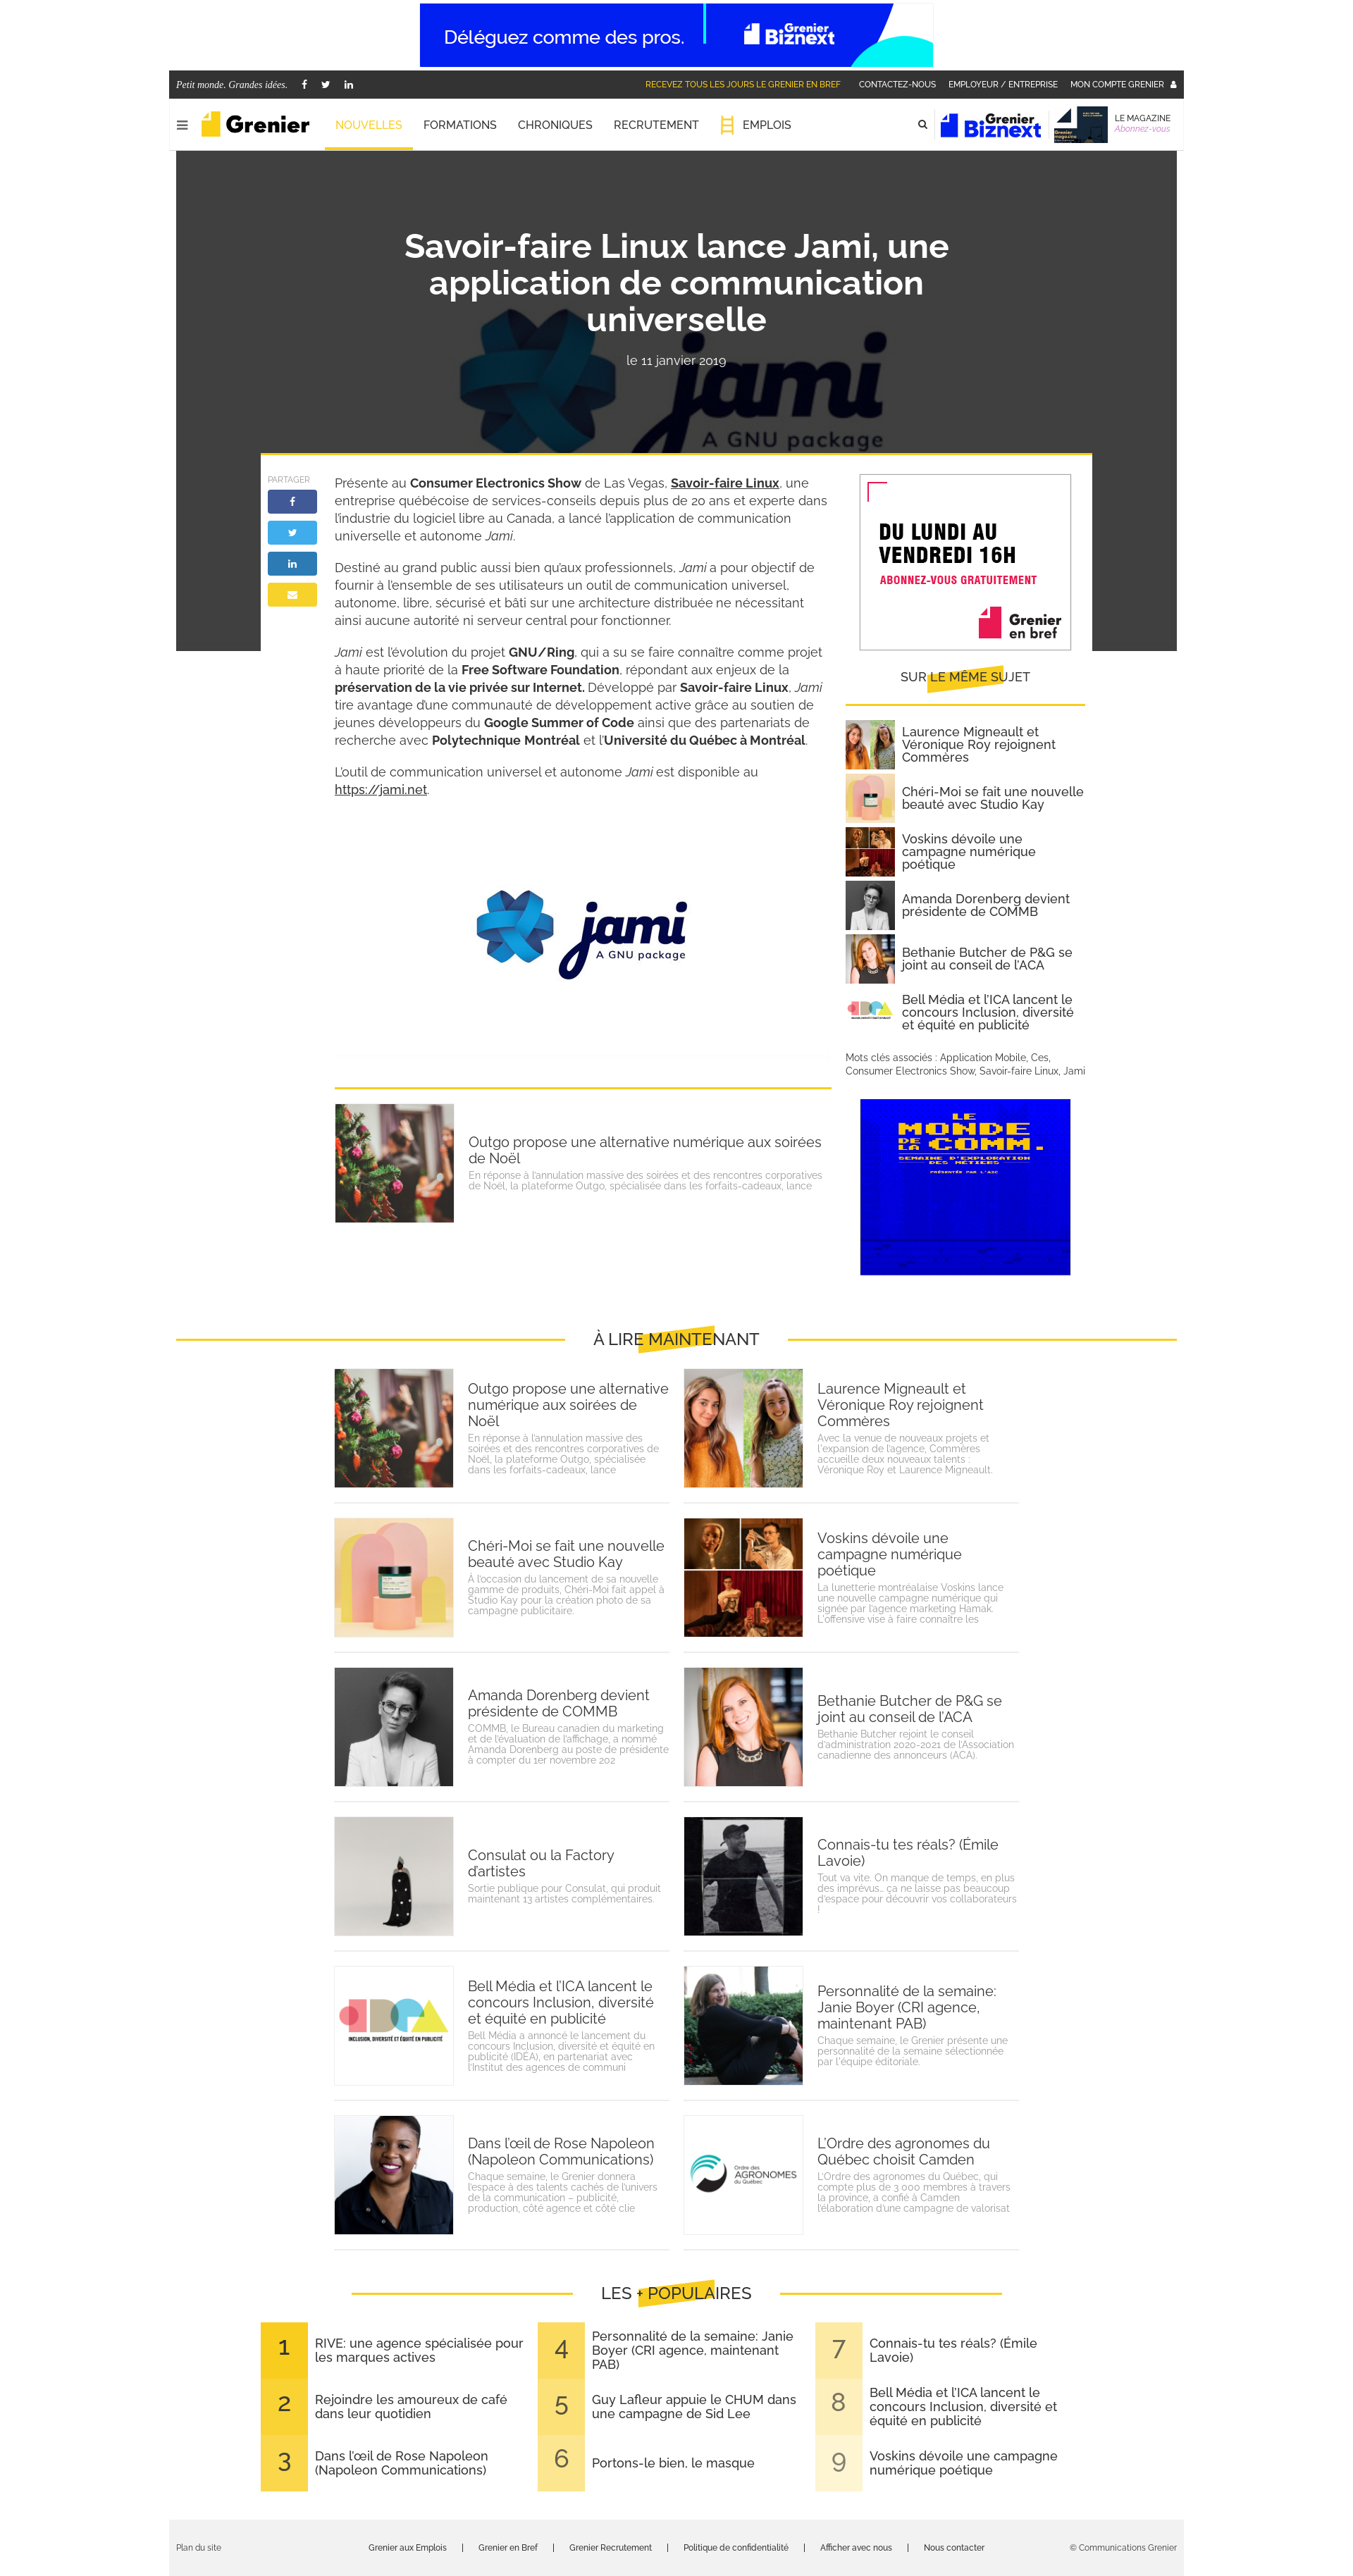 Déléguez comme des pros.
Grenier
Biznext
Petit monde. Grandes idées.
RECEVEZ TOUS LES JOURS LE GRENIER EN BREF
CONTACTEZ-NOUS
EMPLOYEUR / ENTREPRISE
MON COMPTE GRENIER
Grenier
NOUVELLES
FORMATIONS
CHRONIQUES
RECRUTEMENT
EMPLOIS
Grenier
Biznext
LE MAGAZINE
Abonnez-vous
Savoir-faire Linux lance Jami, une
application de communication
universelle
le 11 janvier 2019
jami
A GNU package
PARTAGER
Présente au Consumer Electronics Show de Las Vegas, Savoir-faire Linux, une
entreprise québécoise de services-conseils depuis plus de 20 ans et experte dans
l’industrie du logiciel libre au Canada, a lancé l’application de communication
universelle et autonome Jami.
Destiné au grand public aussi bien qu’aux professionnels, Jami a pour objectif de
fournir à l’ensemble de ses utilisateurs un outil de communication universel,
autonome, libre, sécurisé et bâti sur une architecture distribuée ne nécessitant
ainsi aucune autorité ni serveur central pour fonctionner.
Jami est l’évolution du projet GNU/Ring, qui a su se faire connaître comme projet
à haute priorité de la Free Software Foundation, répondant aux enjeux de la
préservation de la vie privée sur Internet. Développé par Savoir-faire Linux, Jami
tire avantage d’une communauté de développement active grâce au soutien de
jeunes développeurs du Google Summer of Code ainsi que des partenariats de
recherche avec Polytechnique Montréal et l’Université du Québec à Montréal.
L’outil de communication universel et autonome Jami est disponible au
https://jami.net.
jami
A GNU package
Outgo propose une alternative numérique aux soirées
de Noël
En réponse à l’annulation massive des soirées et des rencontres corporatives
de Noël, la plateforme Outgo, spécialisée dans les forfaits-cadeaux, lance
DU LUNDI AU
VENDREDI 16H
ABONNEZ-VOUS GRATUITEMENT
Grenier
en bref
SUR LE MÊME SUJET
Laurence Migneault et
Véronique Roy rejoignent
Commères
Chéri-Moi se fait une nouvelle
beauté avec Studio Kay
Voskins dévoile une
campagne numérique
poétique
Amanda Dorenberg devient
présidente de COMMB
Bethanie Butcher de P&G se
joint au conseil de l’ACA
Bell Média et l’ICA lancent le
concours Inclusion, diversité
et équité en publicité
Mots clés associés : Application Mobile, Ces,
Consumer Electronics Show, Savoir-faire Linux, Jami
LE
MONDE
DE LA COMM.
SEMAINE D'EXPLORATION
DES MÉTIERS
PRÉSENTÉE PAR L'A2C
À LIRE MAINTENANT
Outgo propose une alternative
numérique aux soirées de
Noël
En réponse à l’annulation massive des
soirées et des rencontres corporatives de
Noël, la plateforme Outgo, spécialisée
dans les forfaits-cadeaux, lance
Laurence Migneault et
Véronique Roy rejoignent
Commères
Avec la venue de nouveaux projets et
l'expansion de l’agence, Commères
accueille deux nouveaux talents :
Véronique Roy et Laurence Migneault.
Chéri-Moi se fait une nouvelle
beauté avec Studio Kay
À l’occasion du lancement de sa nouvelle
gamme de produits, Chéri-Moi fait appel à
Studio Kay pour la création photo de sa
campagne publicitaire.
Voskins dévoile une
campagne numérique
poétique
La lunetterie montréalaise Voskins lance
une nouvelle campagne numérique qui
signée par l’agence marketing Hamak.
L'offensive vise à faire connaître les
Amanda Dorenberg devient
présidente de COMMB
COMMB, le Bureau canadien du marketing
et de l’évaluation de l’affichage, a nommé
Amanda Dorenberg au poste de présidente
à compter du 1er novembre 202
Bethanie Butcher de P&G se
joint au conseil de l’ACA
Bethanie Butcher rejoint le conseil
d’administration 2020-2021 de l’Association
canadienne des annonceurs (ACA).
Consulat ou la Factory
d’artistes
Sortie publique pour Consulat, qui produit
maintenant 13 artistes complémentaires.
Connais-tu tes réals? (Émile
Lavoie)
Tout va vite. On manque de temps, en plus
des imprévus… ça ne laisse pas beaucoup
d’espace pour découvrir vos collaborateurs
!
INCLUSION, DIVERSITÉ ET ÉQUITÉ EN PUBLICITÉ
Bell Média et l’ICA lancent le
concours Inclusion, diversité
et équité en publicité
Bell Média a annoncé le lancement du
concours Inclusion, diversité et équité en
publicité (IDÉA), en partenariat avec
l’Institut des agences de communi
Personnalité de la semaine:
Janie Boyer (CRI agence,
maintenant PAB)
Chaque semaine, le Grenier présente une
personnalité de la semaine sélectionnée
par l'équipe éditoriale.
Dans l’œil de Rose Napoleon
(Napoleon Communications)
Chaque semaine, le Grenier donnera
l’espace à des talents cachés de l’univers
de la communication – publicité,
production, côté agence et côté clie
Ordre des
AGRONOMES
du Québec
L’Ordre des agronomes du
Québec choisit Camden
L’Ordre des agronomes du Québec, qui
compte plus de 3 000 membres à travers
la province, a confié à Camden
l’élaboration d’une campagne de valorisat
LES + POPULAIRES
1
RIVE: une agence spécialisée pour
les marques actives
2
Rejoindre les amoureux de café
dans leur quotidien
3
Dans l’œil de Rose Napoleon
(Napoleon Communications)
4
Personnalité de la semaine: Janie
Boyer (CRI agence, maintenant
PAB)
5
Guy Lafleur appuie le CHUM dans
une campagne de Sid Lee
6
Portons-le bien, le masque
7
Connais-tu tes réals? (Émile
Lavoie)
8
Bell Média et l’ICA lancent le
concours Inclusion, diversité et
équité en publicité
9
Voskins dévoile une campagne
numérique poétique
Plan du site
Grenier aux Emplois | Grenier en Bref | Grenier Recrutement | Politique de confidentialité | Afficher avec nous | Nous contacter
© Communications Grenier